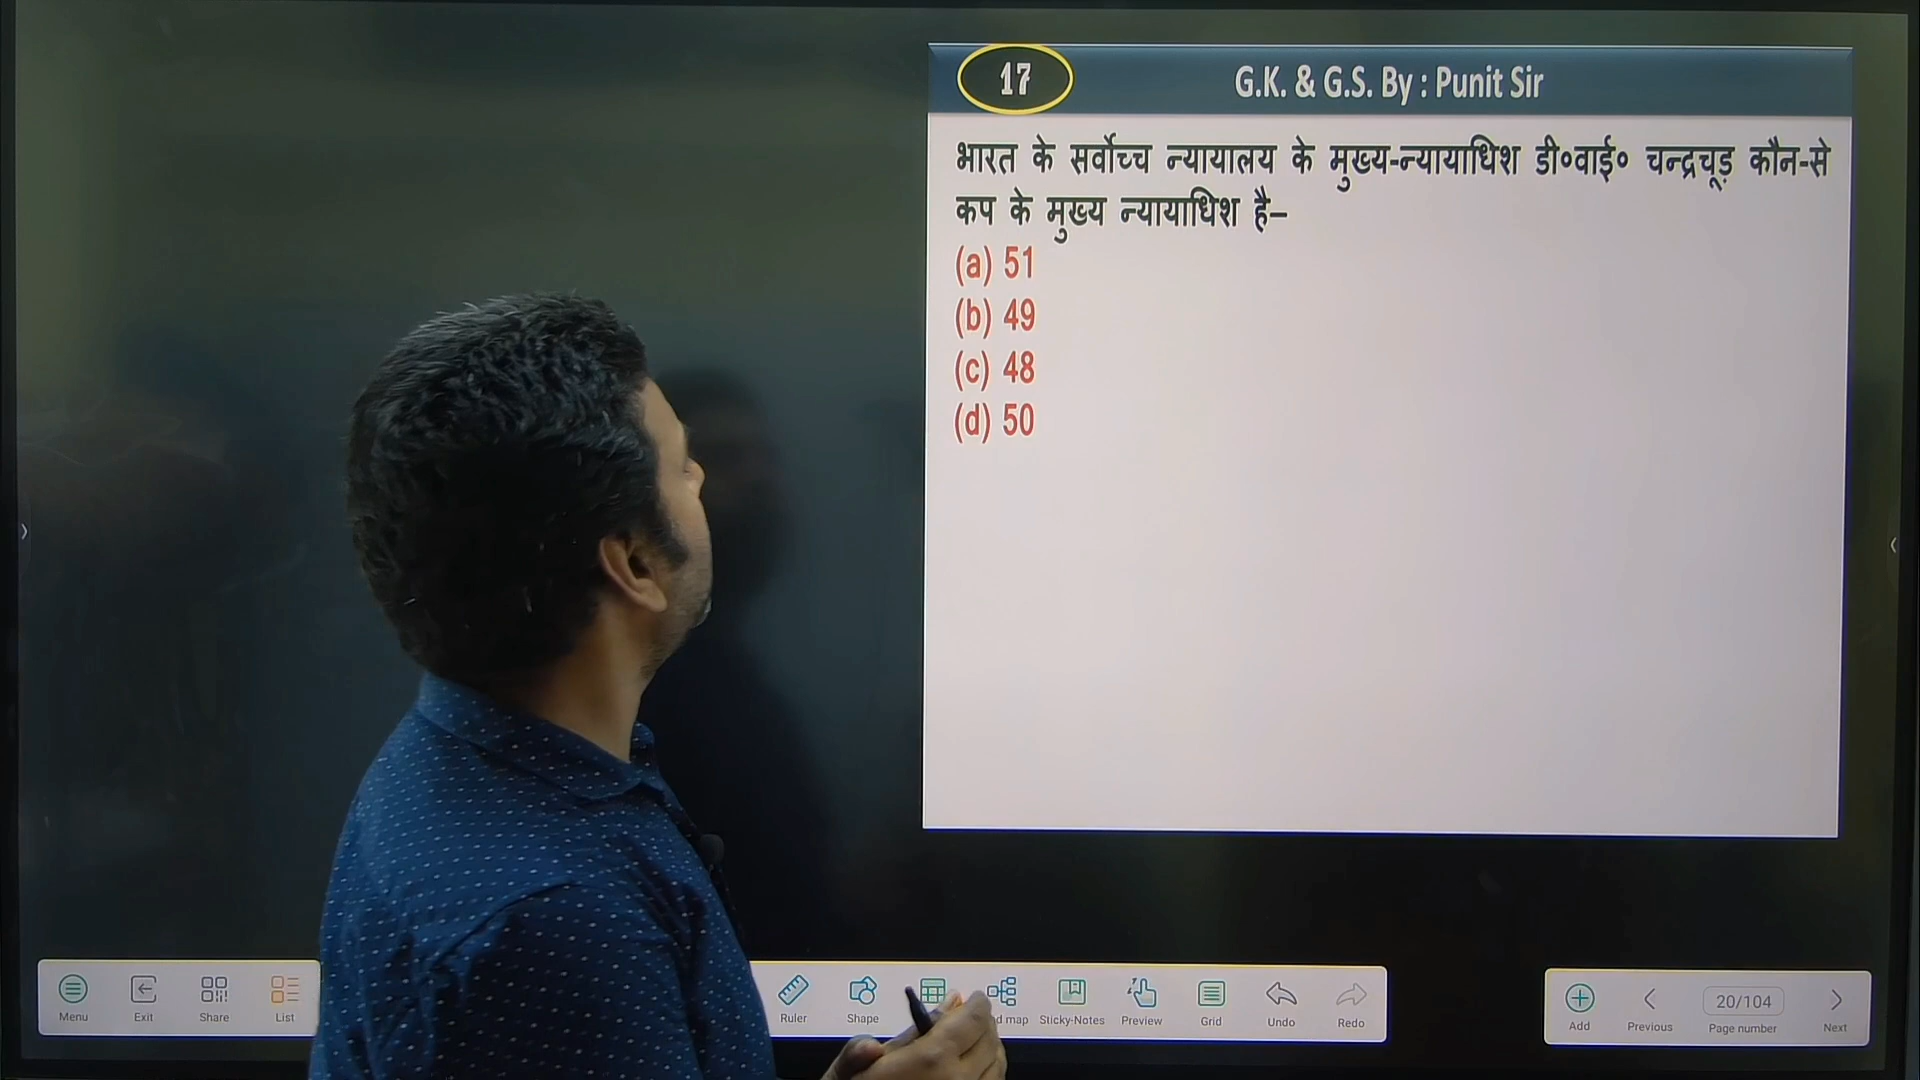 17
G.K. & G.S. By : Punit Sir
भारत के सर्वोच्च न्यायालय के मुख्य-न्यायाधिश डी०वाई० चन्द्रचूड़ कौन-से
कप के मुख्य न्यायाधिश है–
(a) 51
(b) 49
(c) 48
(d) 50
Menu
Exit
Share
List
Ruler
Shape
map
Sticky-Notes
Preview
Grid
Undo
Redo
Add
Previous
20/104
Page number
Next